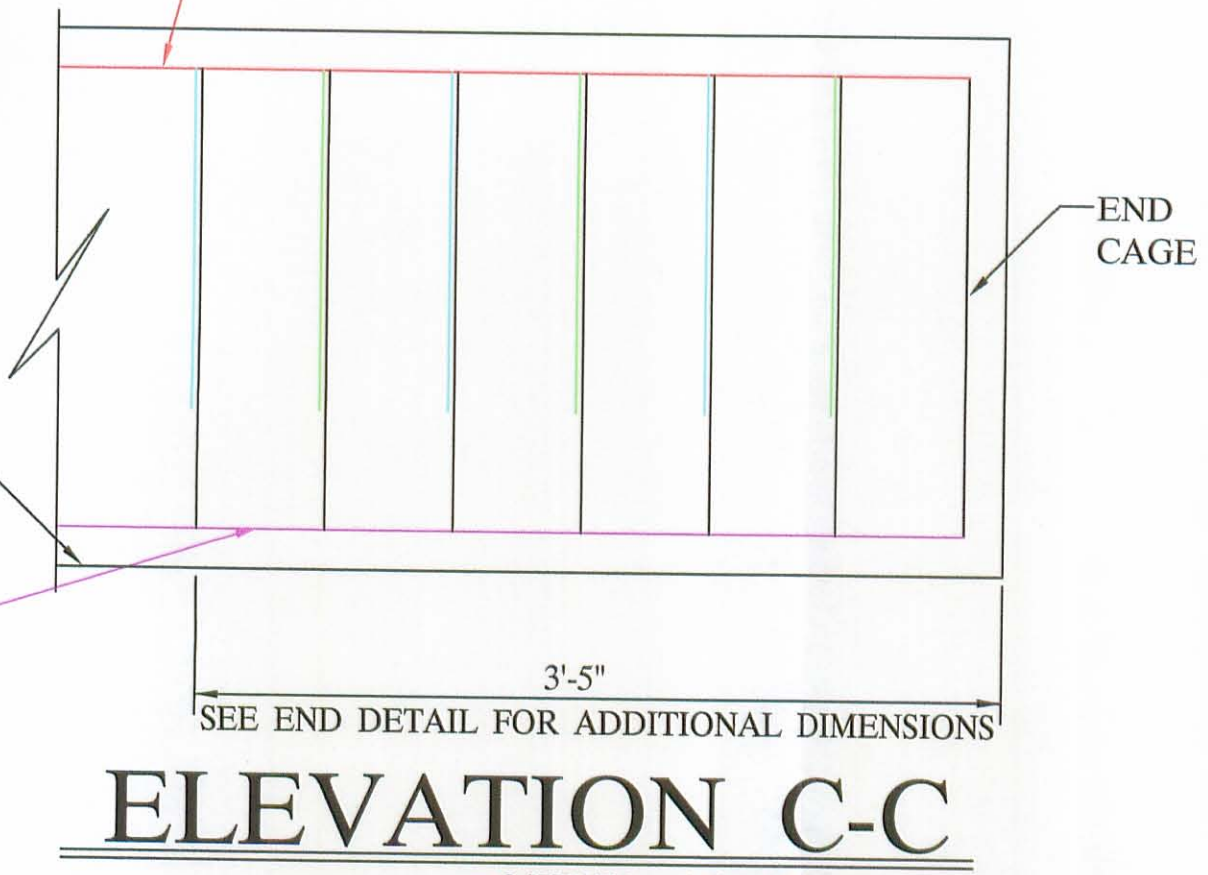 END
CAGE
3'-5"
SEE END DETAIL FOR ADDITIONAL DIMENSIONS
ELEVATION C-C